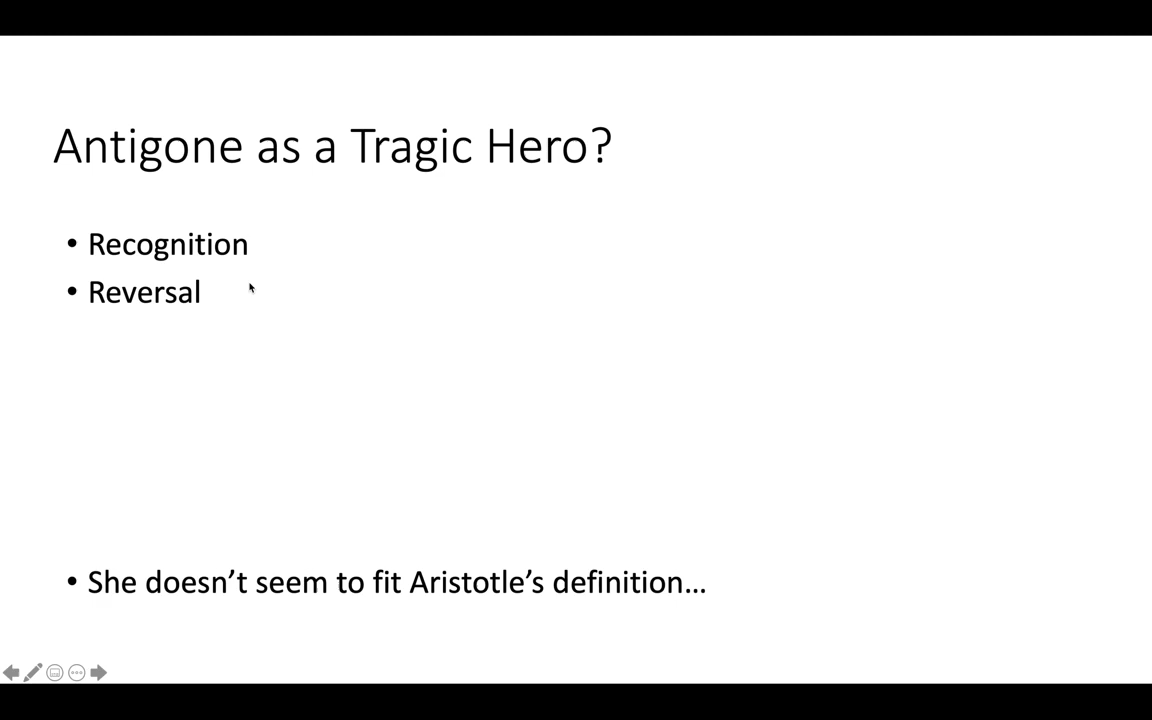 Antigone as a Tragic Hero?
• Recognition
• Reversal
• She doesn’t seem to fit Aristotle’s definition…